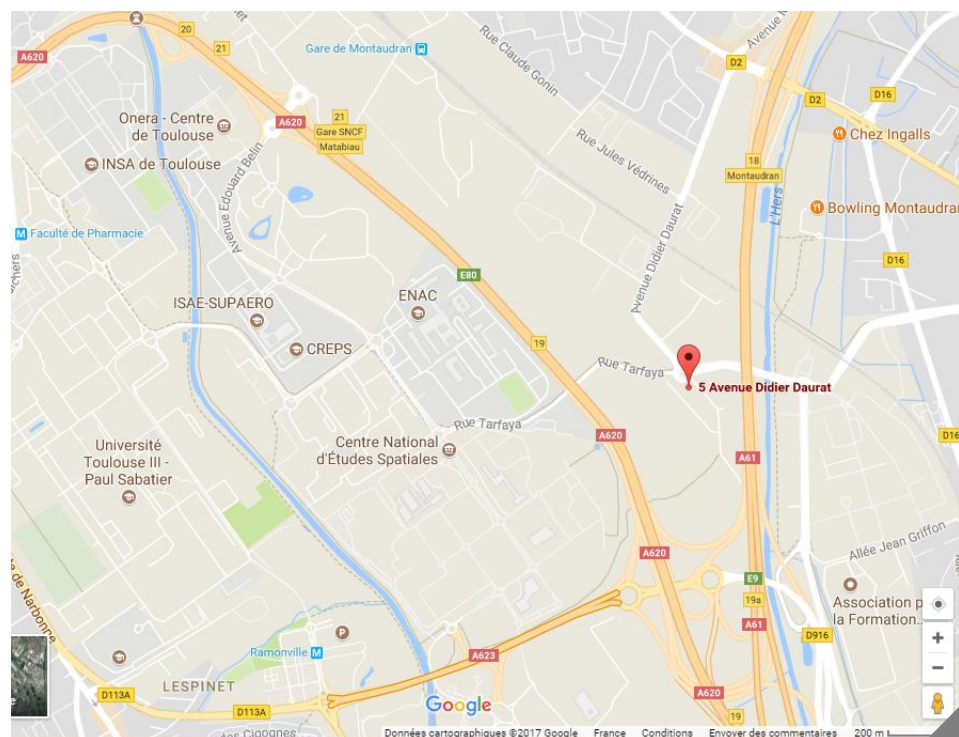 20
21
A620
Gare de Montaudran
Rue Claude Gonin
D2
D16
D2
Onera - Centre
de Toulouse
A620
21
Gare SNCF
Matabiau
Chez Ingalls
INSA de Toulouse
Rue Jules Védrines
18
Montaudran
Avenue Edouard Belin
L'Hers
Bowling Montaudran
Faculté de Pharmacie
Avenue Didier Daurat
D16
E80
ISAE-SUPAERO
ENAC
19
CREPS
Rue Tarfaya
5 Avenue Didier Daurat
Rue Tarfaya
A620
D16
Centre National
d'Études Spatiales
Université
Toulouse III -
Paul Sabatier
A61
Allée Jean Griffon
A620
E9
19a
Association p
la Formation...
de Narbonne
A61
D916
Ramonville
A623
LESPINET
D113A
A620
D113A
19
Google
Données cartographiques ©2017 Google France Conditions Envoyer des commentaires 200 m